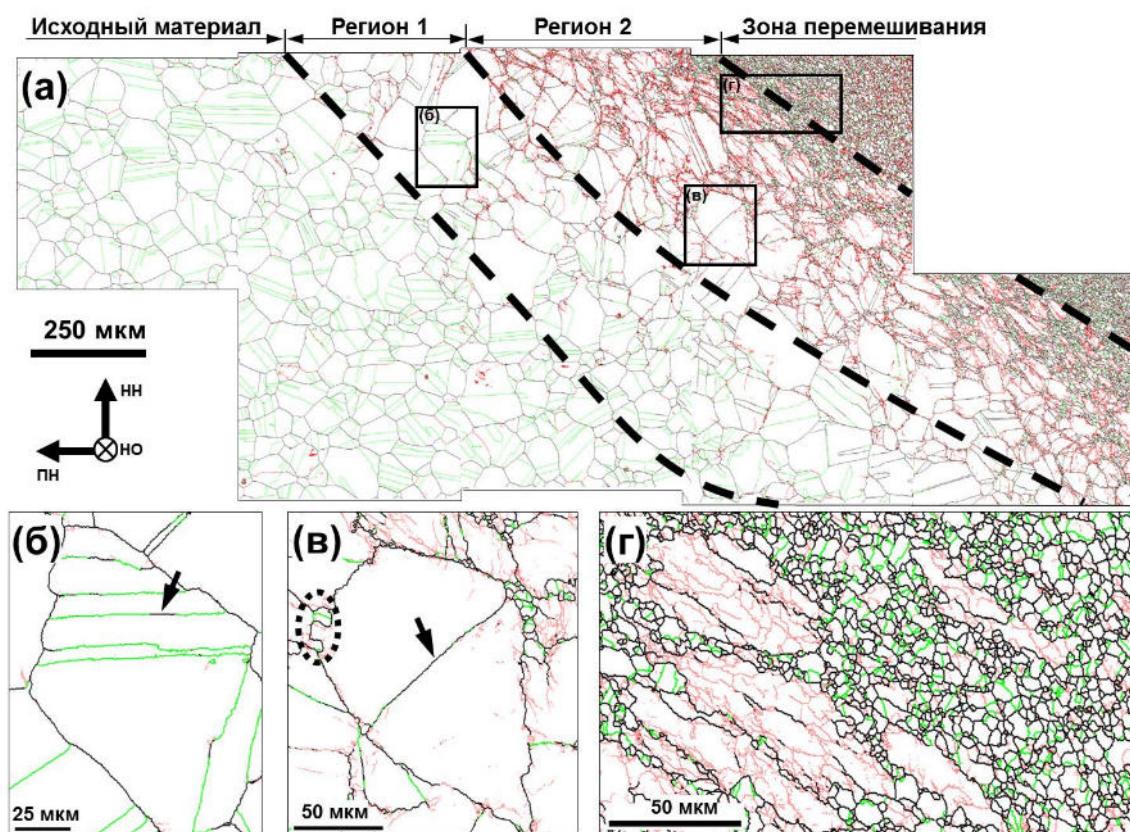 Исходный материал Регион 1 Регион 2 Зона перемешивания
(а)
(б)
(г)
(в)
250 мкм
НН
НО
ПН
(б)
(в)
(г)
25 мкм
50 мкм
50 мкм